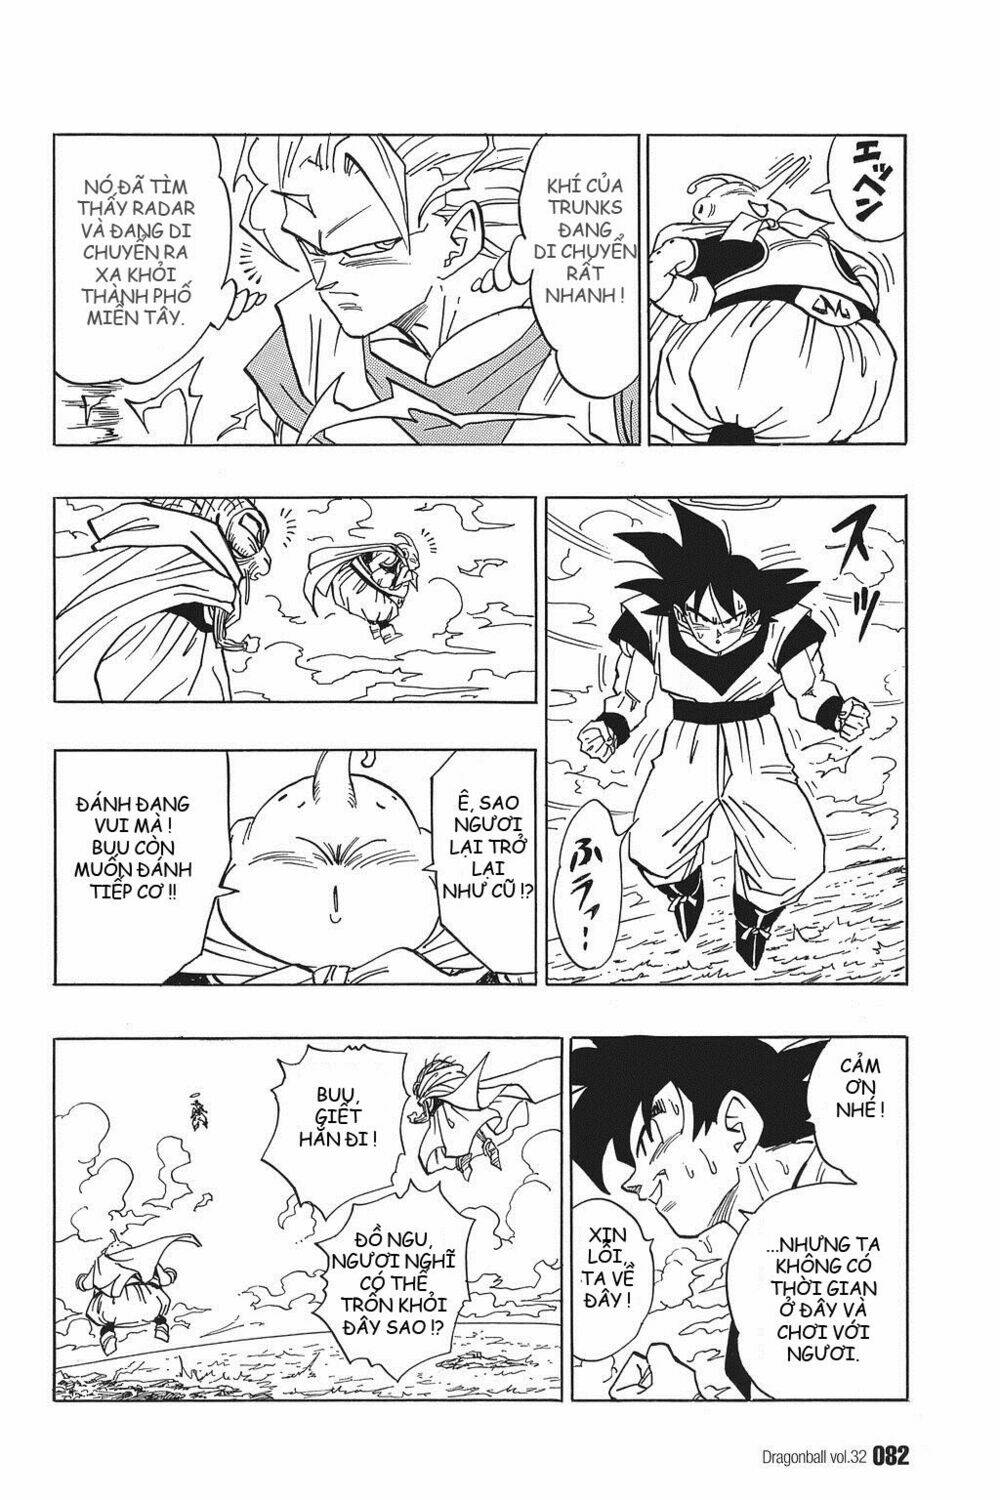 エッヘン
KHÍ CỦA
TRUNKS
ĐANG
DI CHUYỂN
RẤT
NHANH !
NÓ ĐÃ TÌM
THẤY RADAR
VÀ ĐANG DI
CHUYỂN RA
XA KHỎI
THÀNH PHỐ
MIỀN TÂY.
スッ
ふうァ…
Ê, SAO
NGƯƠI
LẠI TRỞ
LẠI
NHƯ CŨ !?
ĐÁNH ĐANG
VUI MÀ !
BUU CÒN
MUỐN ĐÁNH
TIẾP CƠ !!
CẢM
ƠN
NHÉ !
...NHƯNG TA
KHÔNG CÓ
THỜI GIAN
Ở ĐÂY VÀ
CHƠI VỚI
NGƯƠI.
XIN
LỖI,
TA VỀ
ĐÂY !
BUU,
GIẾT
HẮN ĐI !
ĐỒ NGU,
NGƯƠI NGHĨ
CÓ THỂ
TRỐN KHỎI
ĐÂY SAO !?
Dragonball vol.32 082